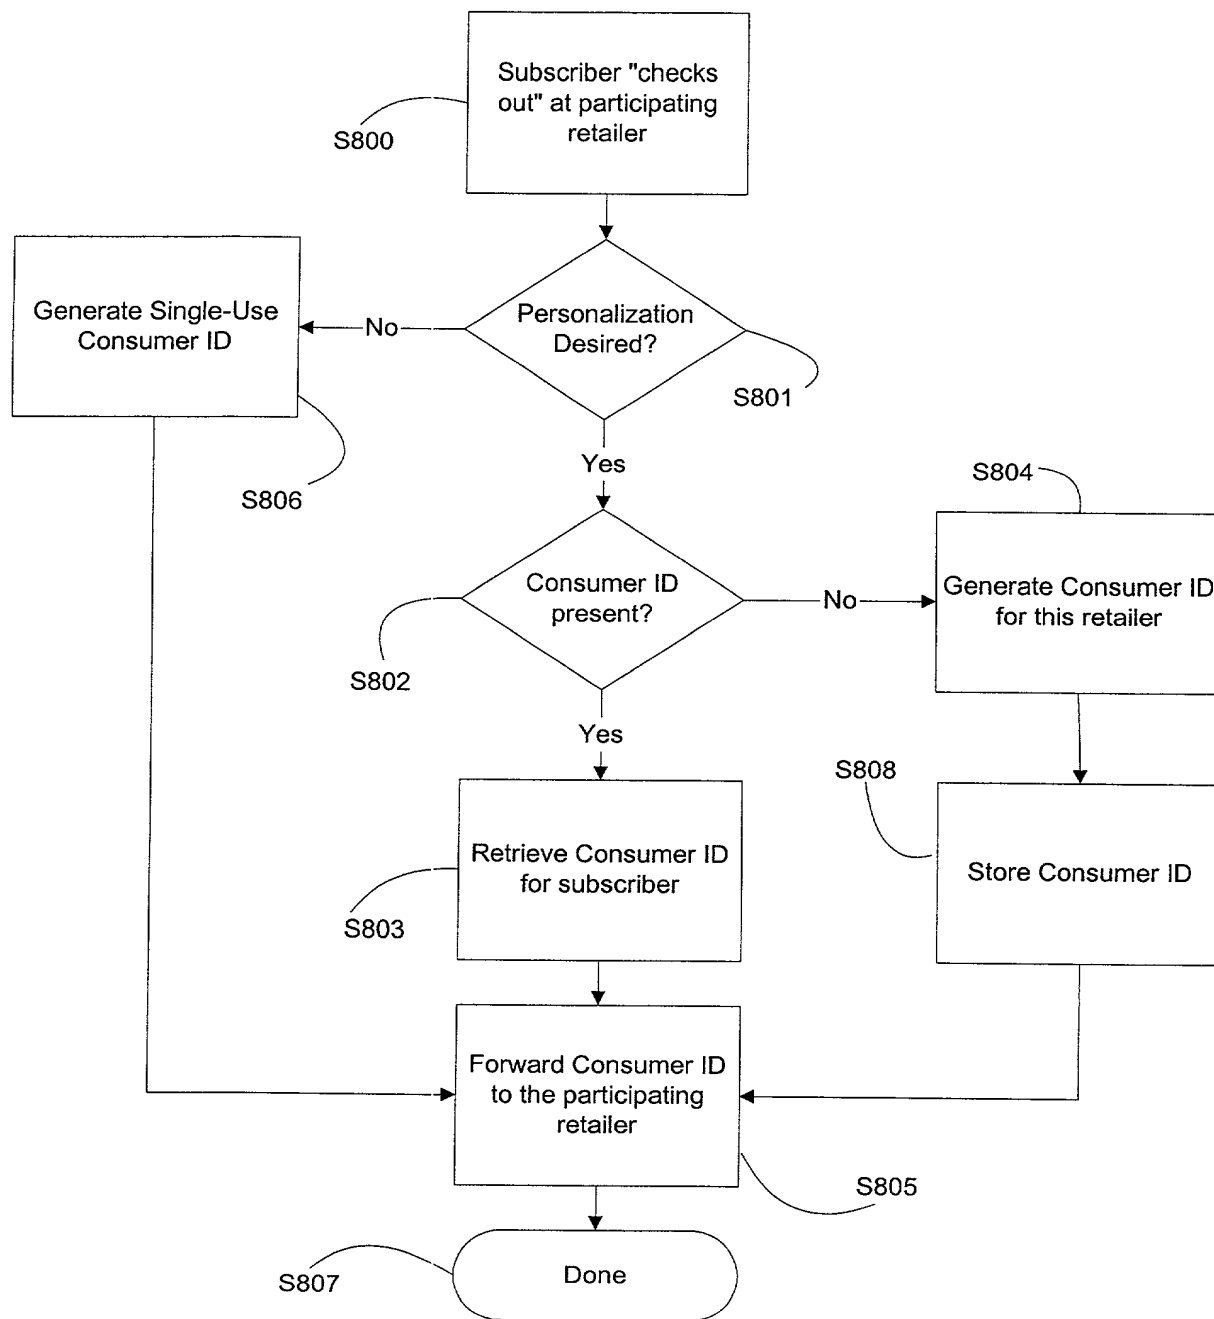 Subscriber "checks
out" at participating
retailer
S800
Personalization
Desired?
S801
No
Generate Single-Use
Consumer ID
S806
Yes
Consumer ID
present?
S802
No
S804
Generate Consumer ID
for this retailer
Yes
S808
Store Consumer ID
Retrieve Consumer ID
for subscriber
S803
Forward Consumer ID
to the participating
retailer
S805
Done
S807